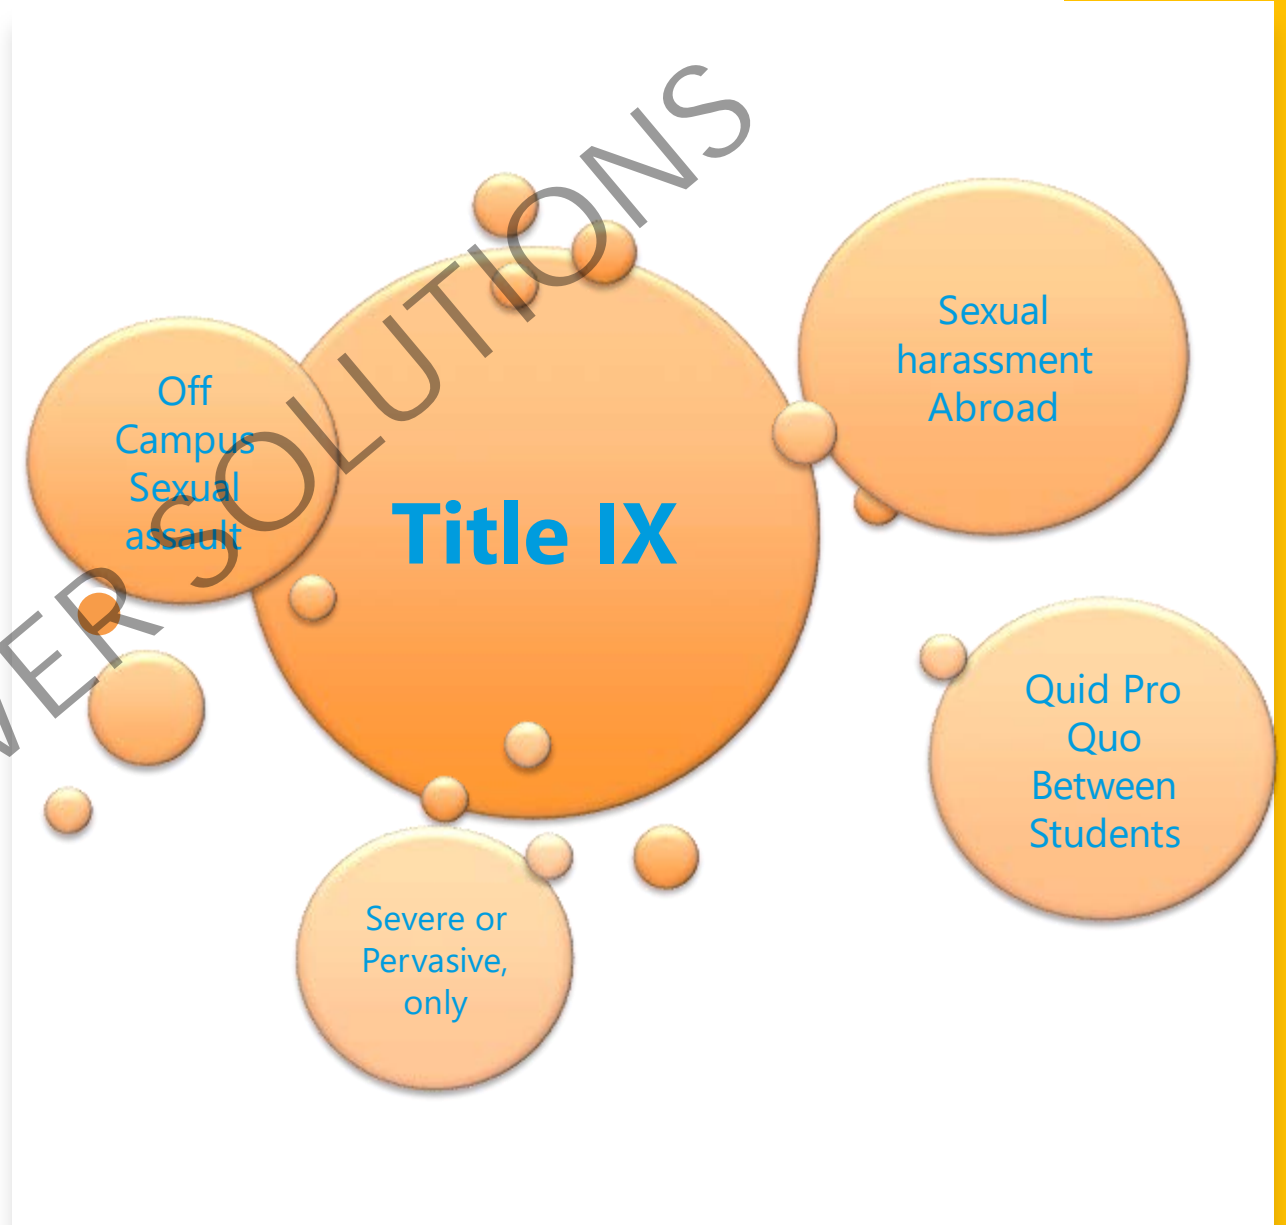 Title IX
Off
Campus
Sexual
assault
Sexual
harassment
Abroad
Quid Pro
Quo
Between
Students
Severe or
Pervasive,
only
VER SOLUTIONS